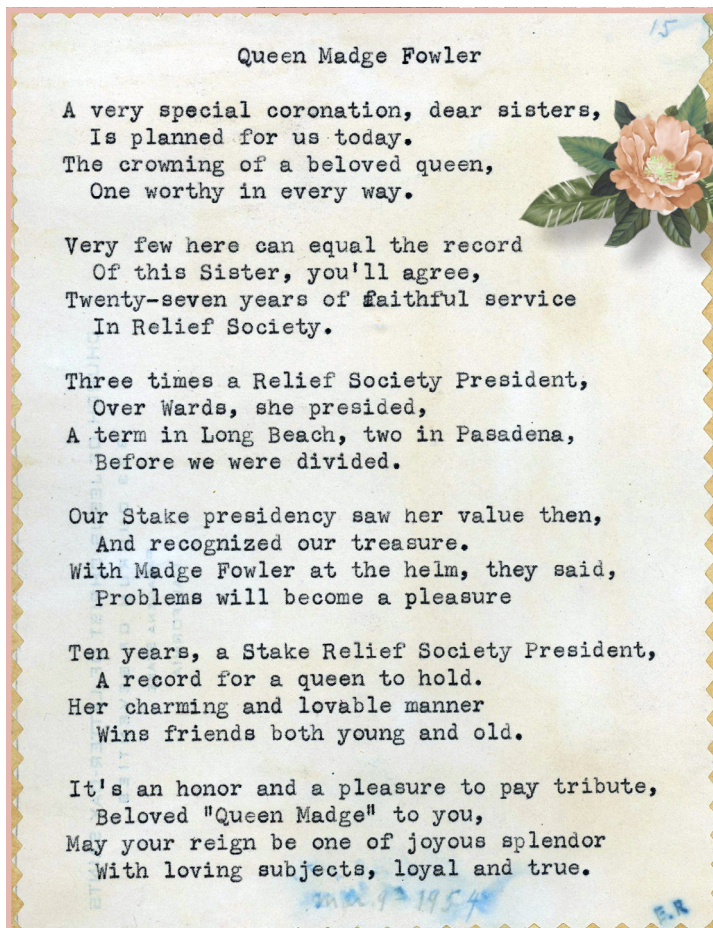 15
Queen Madge Fowler
A very special coronation, dear sisters,
Is planned for us today.
The crowning of a beloved queen,
One worthy in every way.
Very few here can equal the record
Of this Sister, you'll agree,
Twenty-seven years of faithful service
In Relief Society.
Three times a Relief Society President,
Over Wards, she presided,
A term in Long Beach, two in Pasadena,
Before we were divided.
Our Stake presidency saw her value then,
And recognized our treasure.
With Madge Fowler at the helm, they said,
Problems will become a pleasure
Ten years, a Stake Relief Society President,
A record for a queen to hold.
Her charming and lovable manner
Wins friends both young and old.
It's an honor and a pleasure to pay tribute,
Beloved "Queen Madge" to you,
May your reign be one of joyous splendor
With loving subjects, loyal and true.
1954
E.R